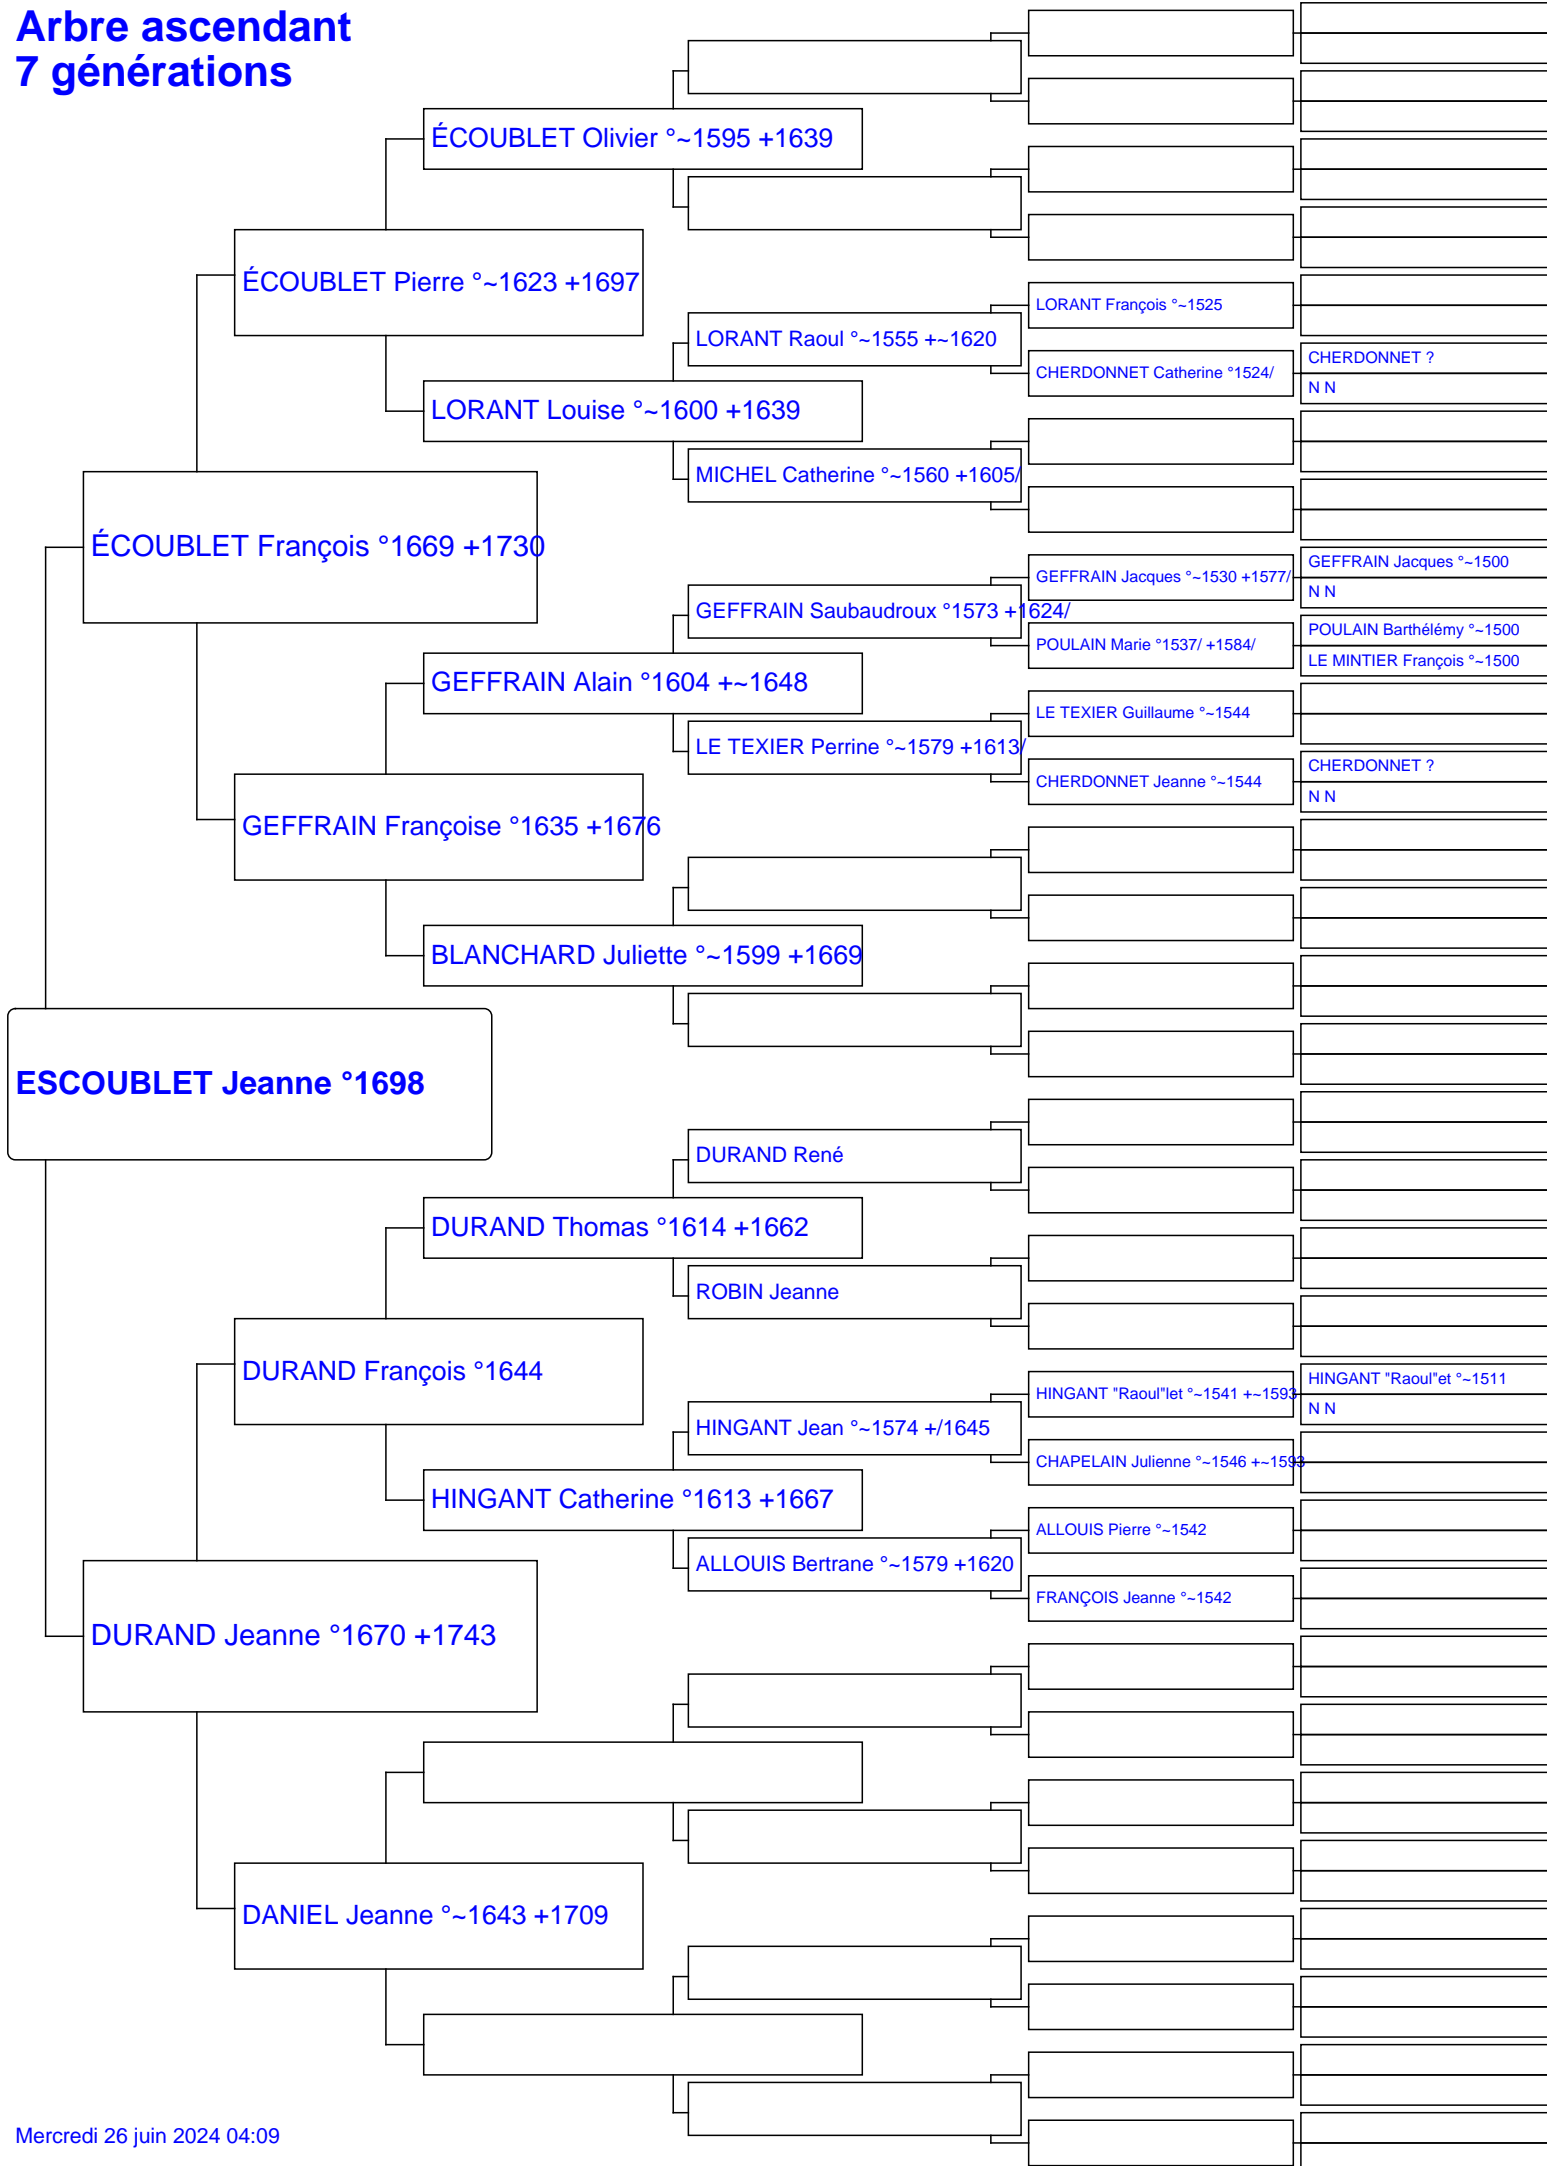 Arbre ascendant
7 générations
ÉCOUBLET Olivier °~1595 +1639
ÉCOUBLET Pierre °~1623 +1697
LORANT François °~1525
LORANT Raoul °~1555 +~1620
CHERDONNET ?
CHERDONNET Catherine °1524/
N N
LORANT Louise °~1600 +1639
MICHEL Catherine °~1560 +1605/
ÉCOUBLET François °1669 +1730
GEFFRAIN Jacques °~1500
GEFFRAIN Jacques °~1530 +1577/
N N
GEFFRAIN Saubaudroux °1573 +1624/
POULAIN Barthélémy °~1500
POULAIN Marie °1537/ +1584/
LE MINTIER François °~1500
GEFFRAIN Alain °1604 +~1648
LE TEXIER Guillaume °~1544
LE TEXIER Perrine °~1579 +1613/
CHERDONNET ?
CHERDONNET Jeanne °~1544
N N
GEFFRAIN Françoise °1635 +1676
BLANCHARD Juliette °~1599 +1669
ESCOUBLET Jeanne °1698
DURAND René
DURAND Thomas °1614 +1662
ROBIN Jeanne
DURAND François °1644
HINGANT "Raoul"et °~1511
HINGANT "Raoul"let °~1541 +~1593
N N
HINGANT Jean °~1574 +/1645
CHAPELAIN Julienne °~1546 +~1593
HINGANT Catherine °1613 +1667
ALLOUIS Pierre °~1542
ALLOUIS Bertrane °~1579 +1620
FRANÇOIS Jeanne °~1542
DURAND Jeanne °1670 +1743
DANIEL Jeanne °~1643 +1709
Mercredi 26 juin 2024 04:09